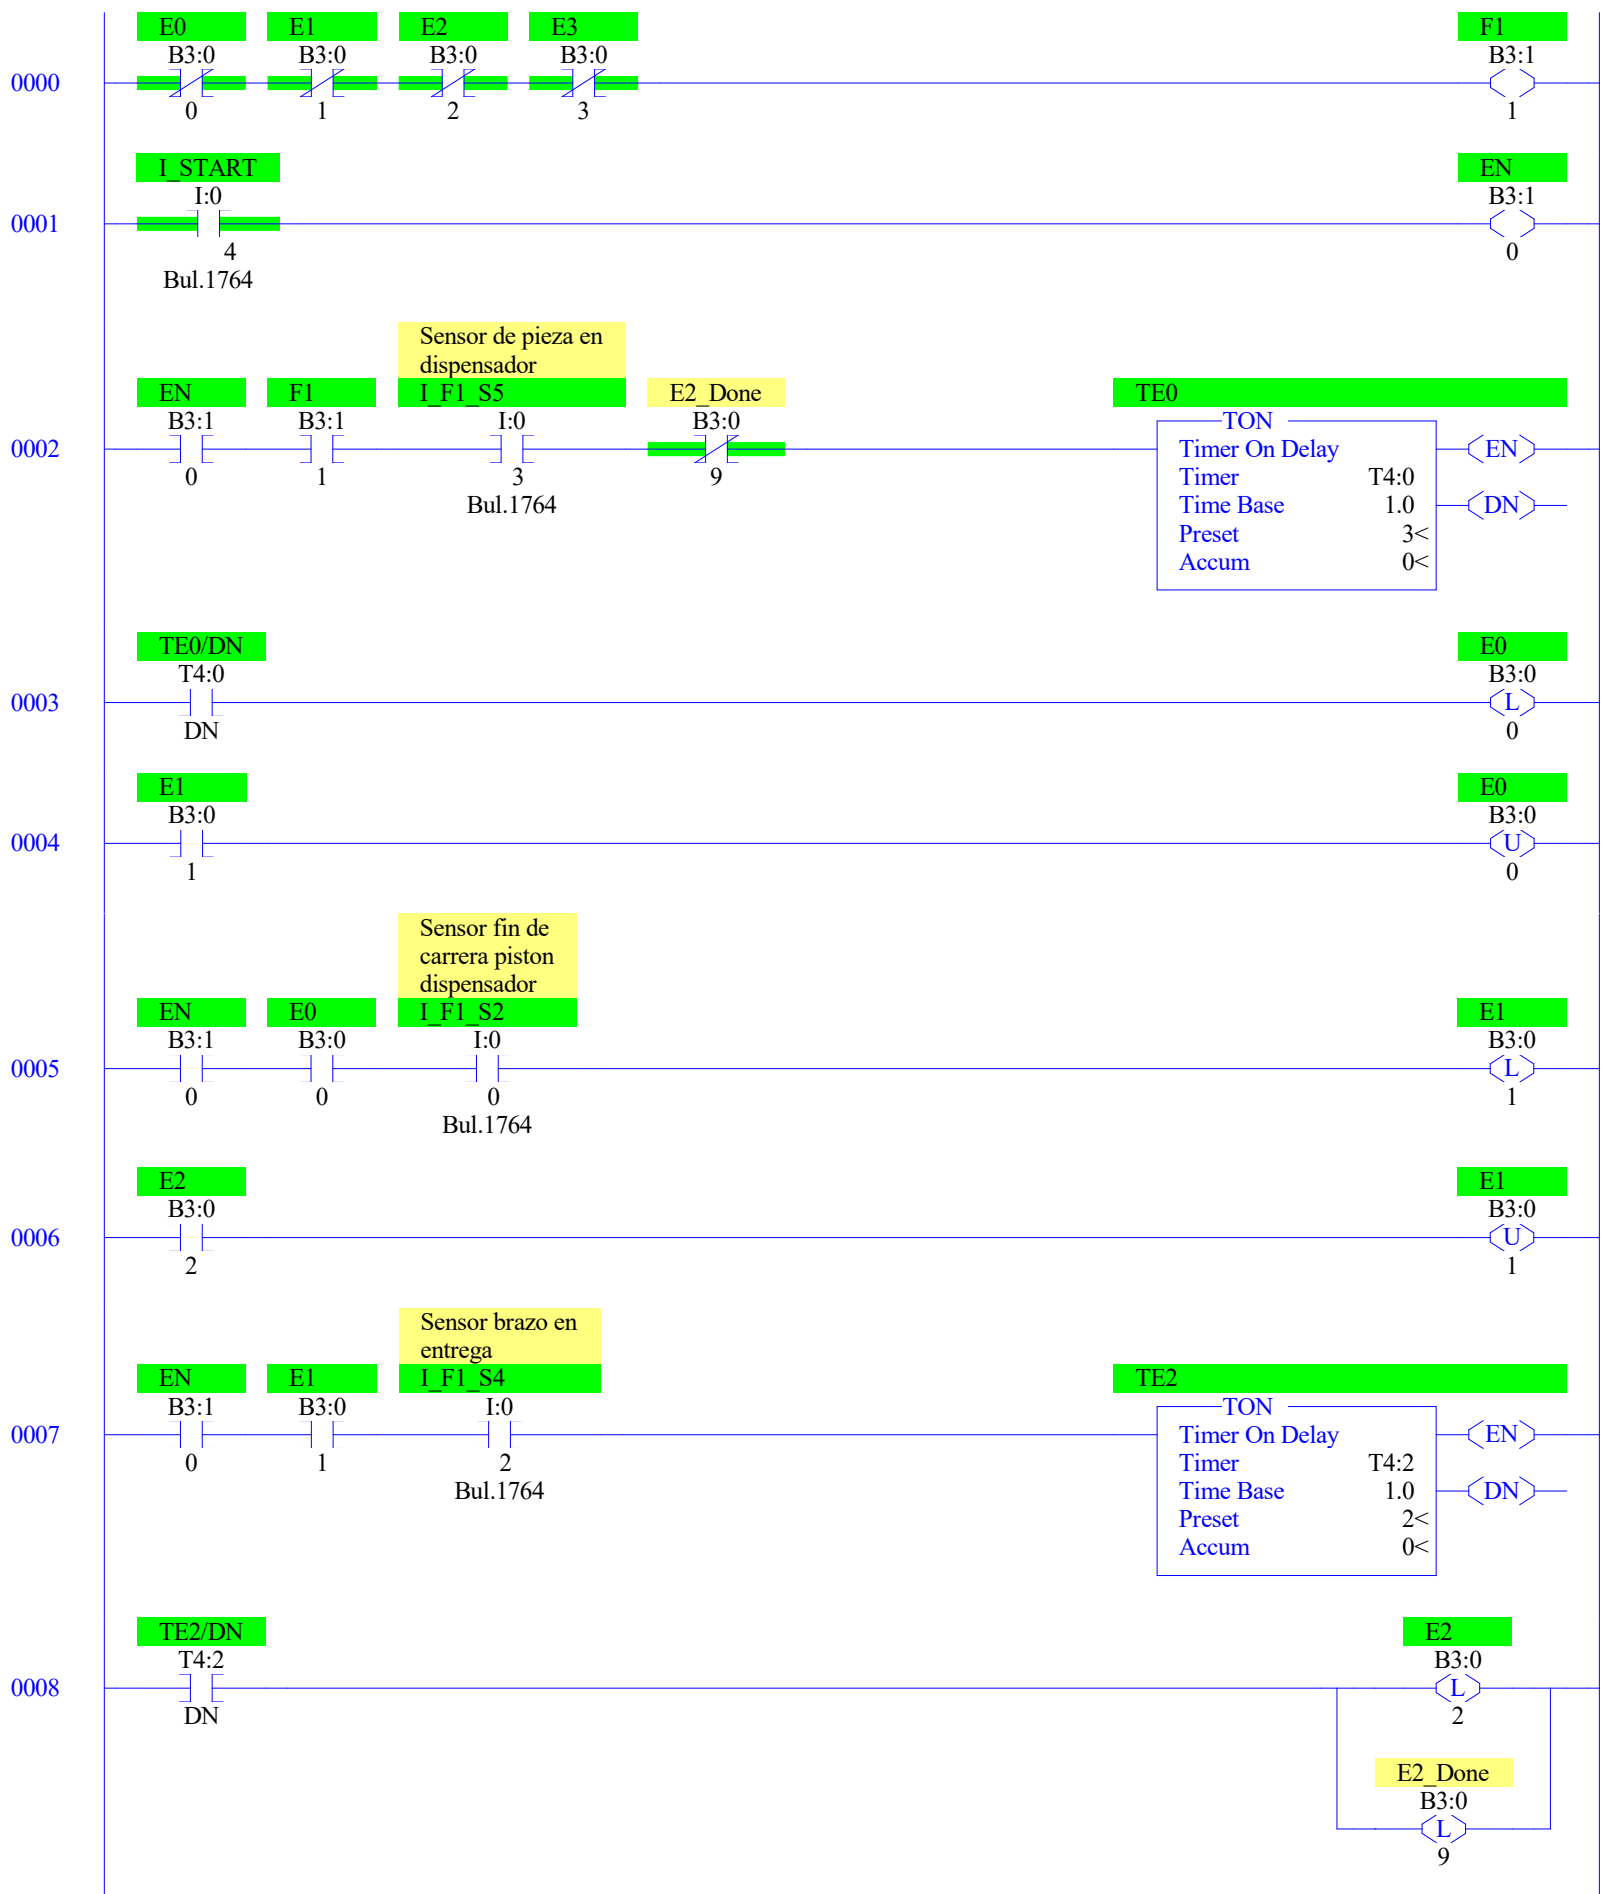 E0 E1 E2 E3 F1
B3:0 B3:0 B3:0 B3:0 B3:1
0000
0 1 2 3 1
I_START EN
I:0 B3:1
0001
4 0
Bul.1764
Sensor de pieza en
dispensador
EN F1 I_F1_S5 E2_Done TE0
B3:1 B3:1 I:0 B3:0 TON
0002 Timer On Delay EN
0 1 3 9 Timer T4:0
Bul.1764 Time Base 1.0 DN
Preset 3<
Accum 0<
TE0/DN E0
T4:0 B3:0
0003 L
DN 0
E1 E0
B3:0 B3:0
0004 U
1 0
Sensor fin de
carrera piston
dispensador
EN E0 I_F1_S2 E1
B3:1 B3:0 I:0 B3:0
0005 L
0 0 0 1
Bul.1764
E2 E1
B3:0 B3:0
0006 U
2 1
Sensor brazo en
entrega
EN E1 I_F1_S4 TE2
B3:1 B3:0 I:0 TON
0007 Timer On Delay EN
0 1 2 Timer T4:2
Bul.1764 Time Base 1.0 DN
Preset 2<
Accum 0<
TE2/DN E2
T4:2 B3:0
0008 L
DN 2
E2_Done
B3:0
L
9